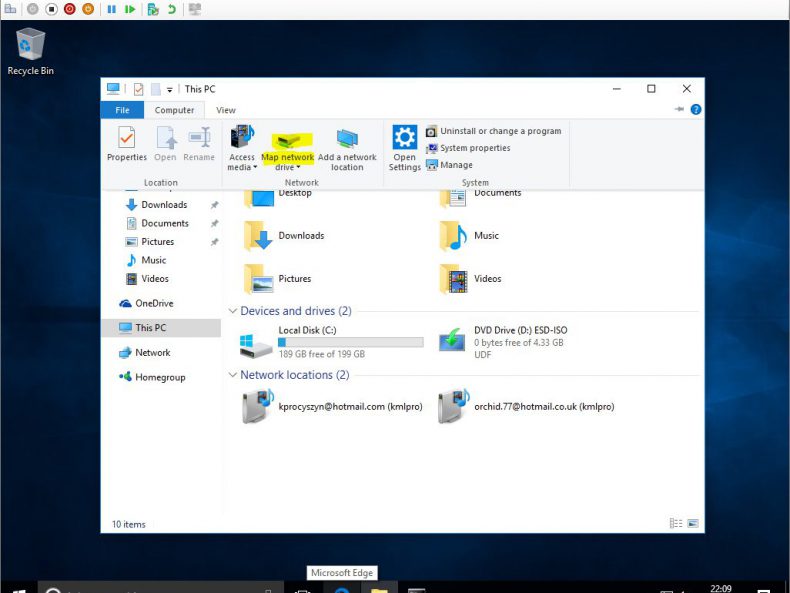 Recycle Bin
This PC
File Computer View
Properties
Open
Rename
Access media
Map network drive
Add a network location
Open Settings
Uninstall or change a program
System properties
Manage
Location
Network
System
Downloads
Documents
Pictures
Music
Videos
OneDrive
This PC
Network
Homegroup
Desktop
Documents
Downloads
Music
Pictures
Videos
Devices and drives (2)
Local Disk (C:)
189 GB free of 199 GB
DVD Drive (D:) ESD-ISO
0 bytes free of 4.33 GB
UDF
Network locations (2)
kprocyszyn@hotmail.com (kmlpro)
orchid.77@hotmail.co.uk (kmlpro)
10 items
Microsoft Edge
22:09